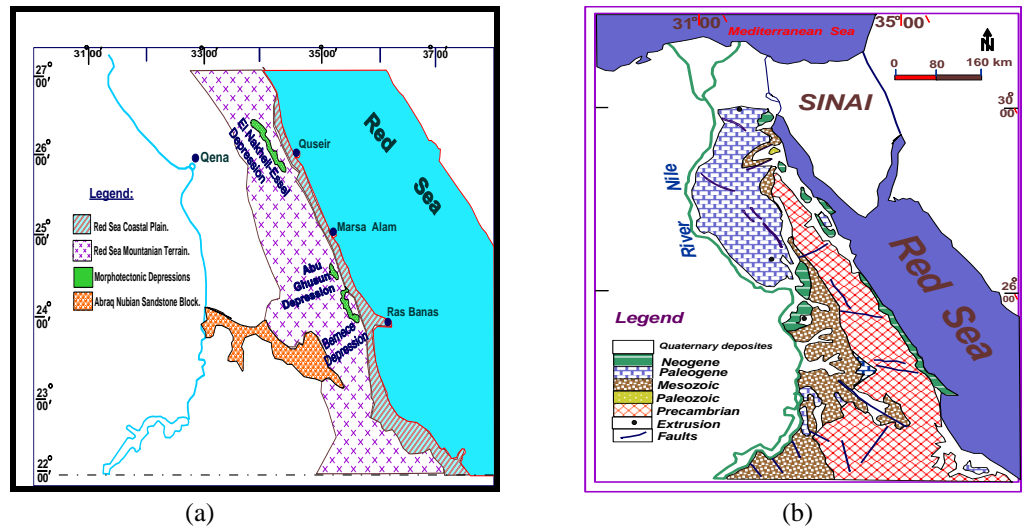 31°00' 33°00' 35°00' 37°00'
27°00'
26°00'
25°00'
24°00'
23°00'
22°00'
Qena
El Nakheil-Essel
Depression
Quseir
Red
Sea
Marsa Alam
Abu
Ghusun
Depression
Ras Banas
Bernece
Depression
Legend:
Red Sea Coastal Plain.
Red Sea Mountanian Terrain.
Morphotectonic Depressions
Abraq Nubian Sandstone Block.
(a)
31°00' 35°00'
Mediterranean Sea
N
0 80 160 km
SINAI
30°00'
River Nile
Red Sea
26°00'
Legend
Quaternary deposites
Neogene
Paleogene
Mesozoic
Paleozoic
Precambrian
Extrusion
Faults
(b)